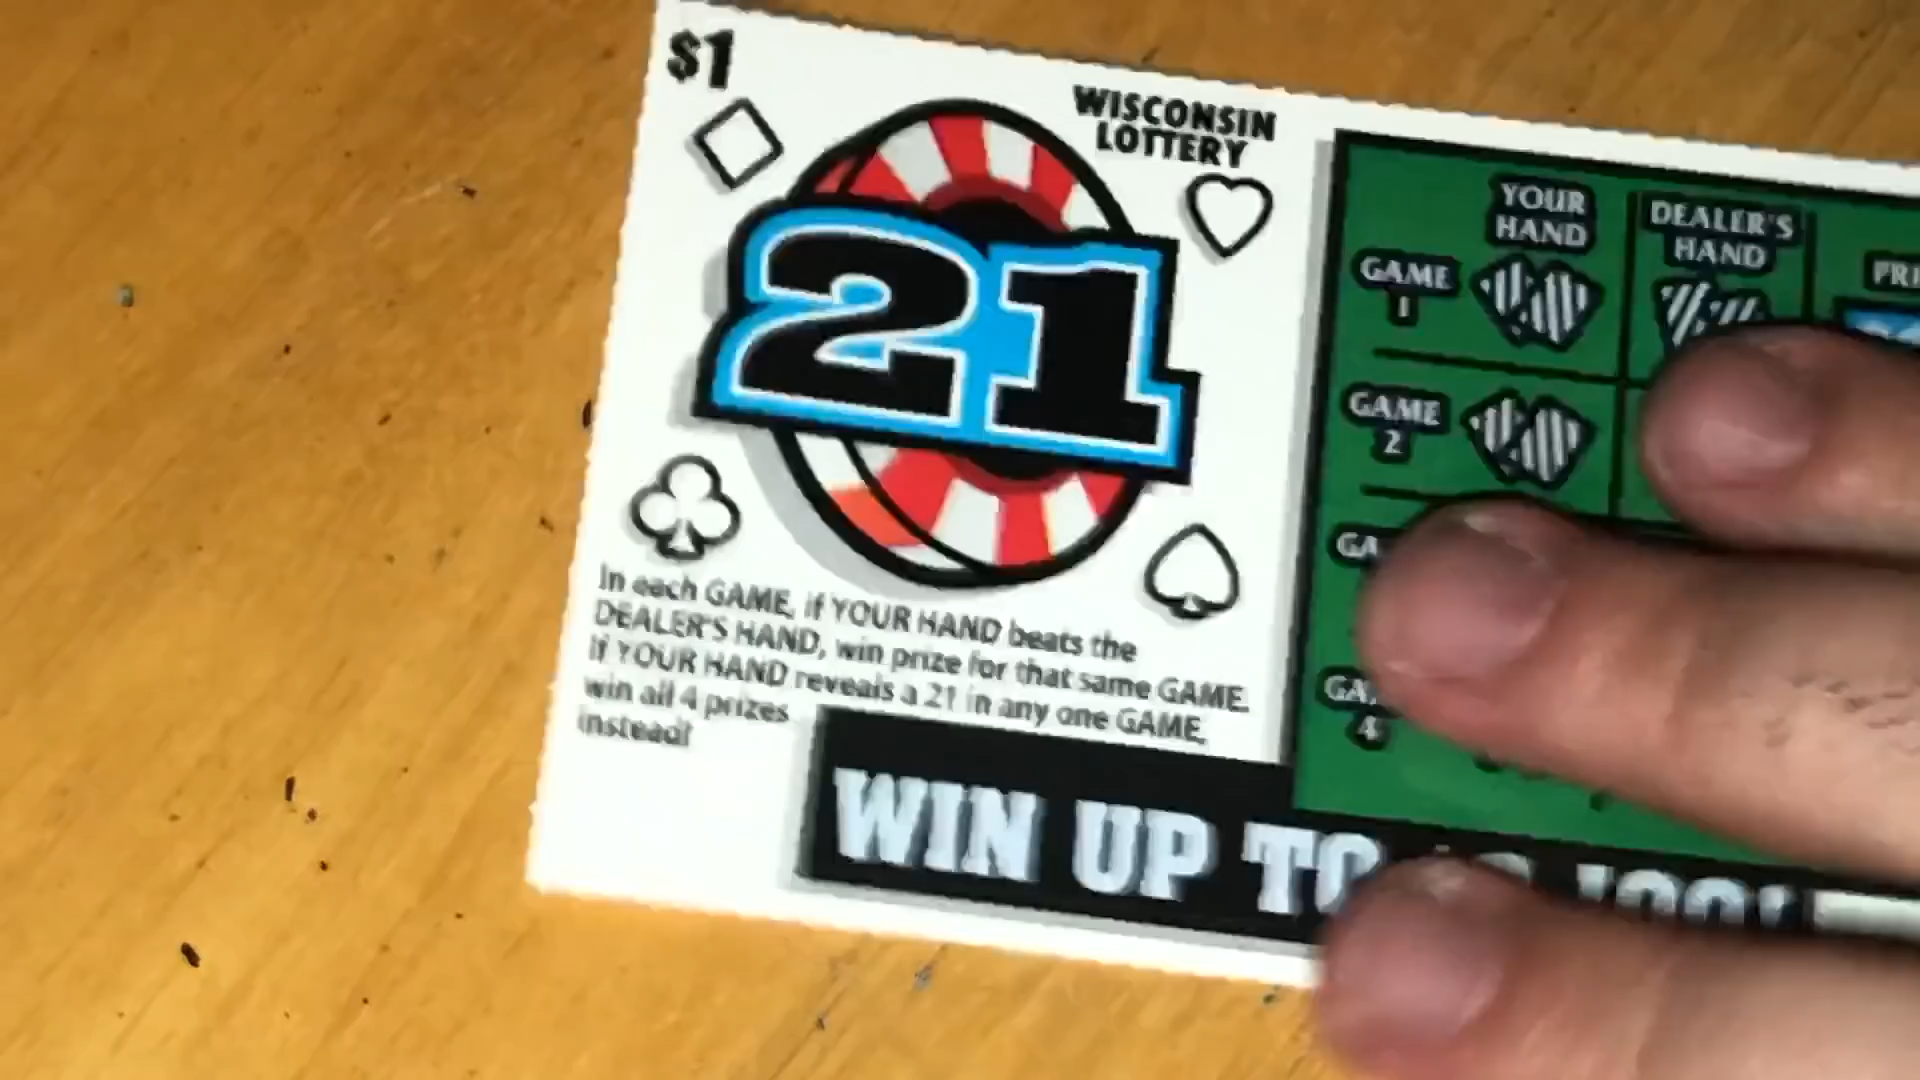 $1
WISCONSIN
LOTTERY
21
In each GAME, if YOUR HAND beats the
DEALER'S HAND, win prize for that same GAME.
If YOUR HAND reveals a 21 in any one GAME,
win all 4 prizes
instead!
WIN UP TO
YOUR
HAND
DEALER'S
HAND
GAME
1
GAME
2
4